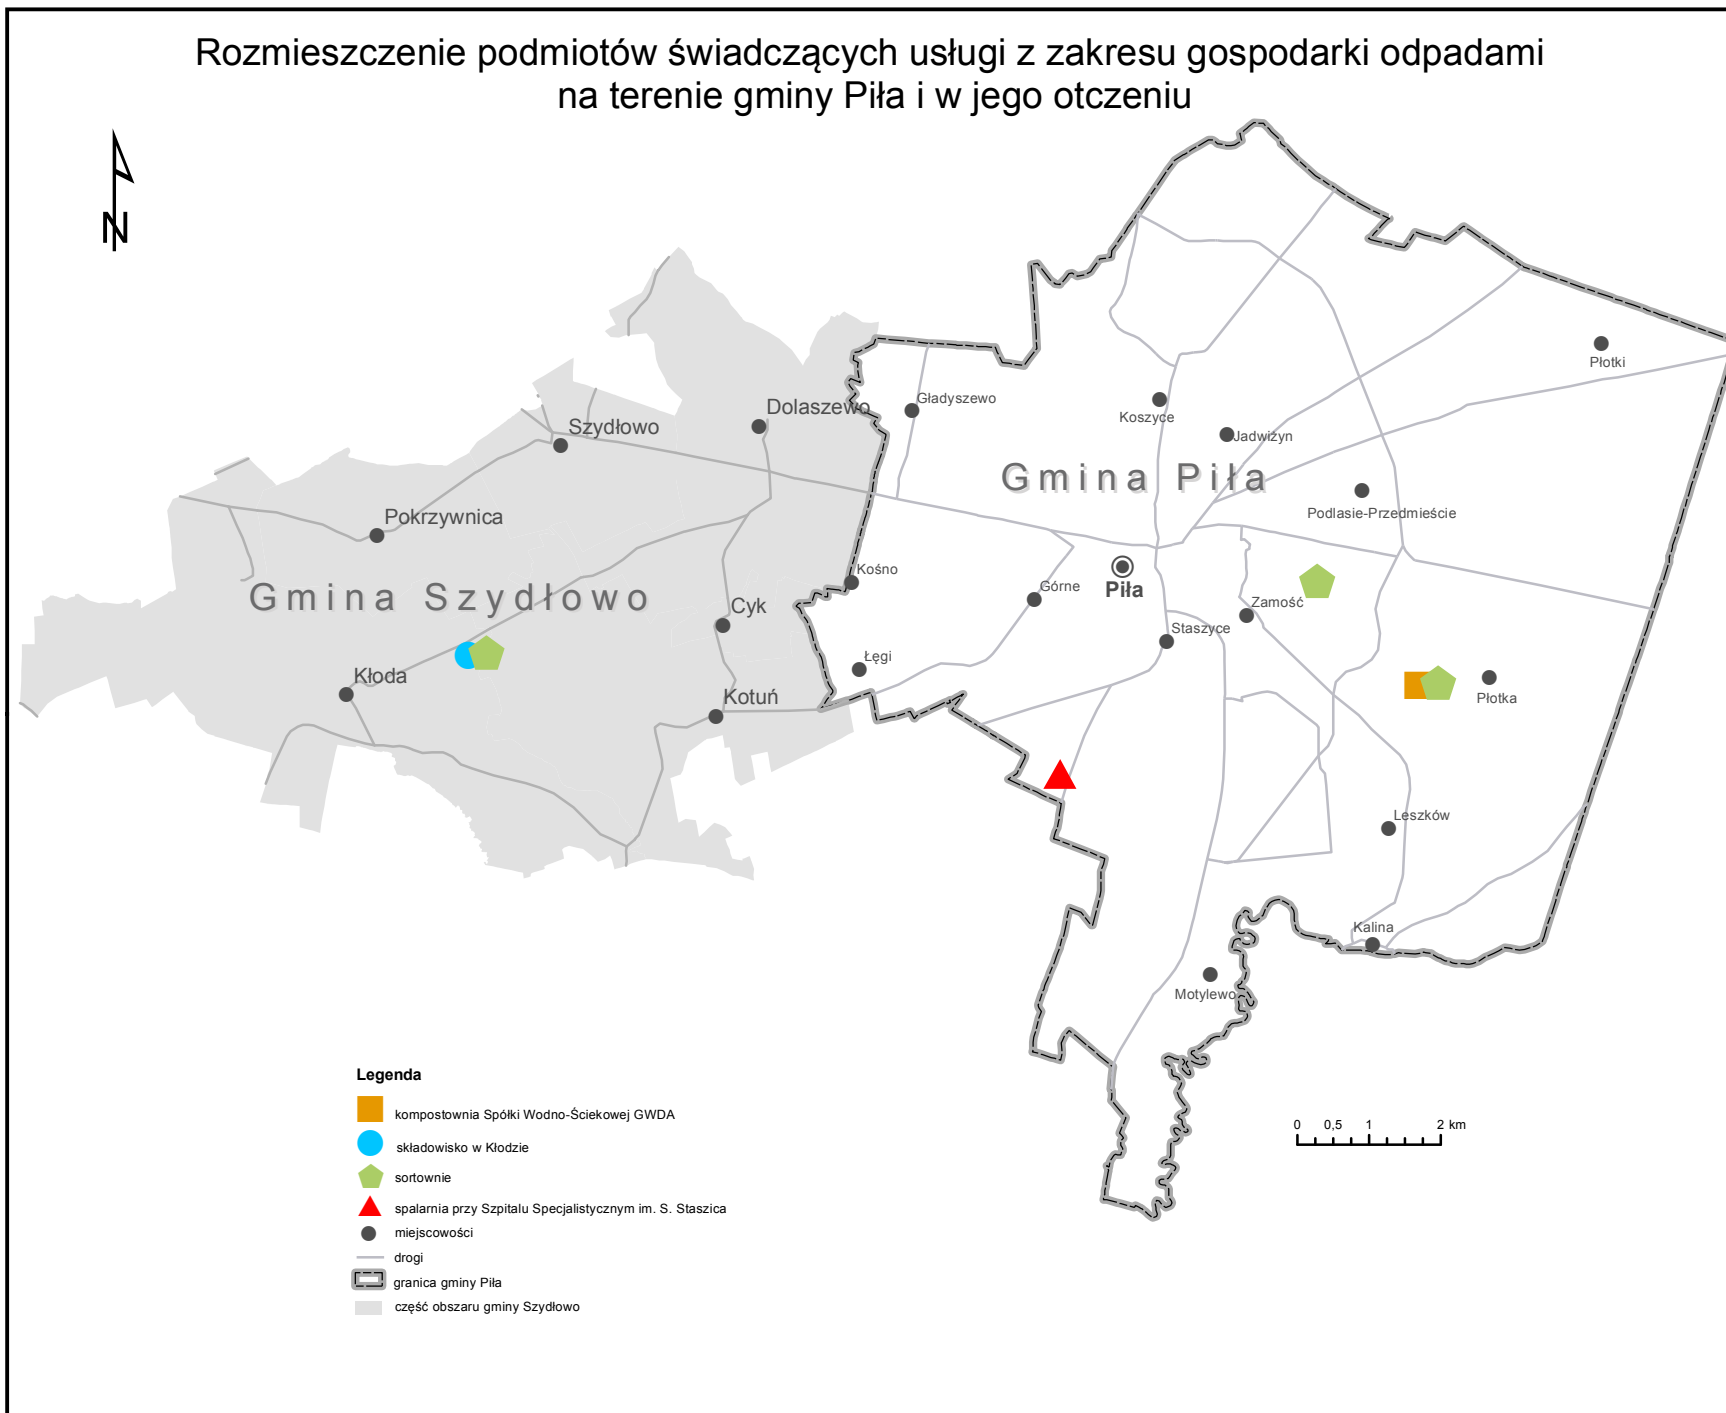 Rozmieszczenie podmiotów świadczących usługi z zakresu gospodarki odpadami
na terenie gminy Piła i w jego otczeniu
N
Płotki
Gładyszewo
Dolaszewo
Koszyce
Szydłowo
Jadwiżyn
Gmina Piła
Podlasie-Przedmieście
Pokrzywnica
Kośno
Górne
Piła
Gmina Szydłowo
Cyk
Zamość
Staszyce
Łęgi
Kłoda
Kotuń
Płotka
Leszków
Kalina
Motylewo
Legenda
kompostownia Spółki Wodno-Ściekowej GWDA
składowisko w Kłodzie
sortownie
spalarnia przy Szpitalu Specjalistycznym im. S. Staszica
miejscowości
drogi
granica gminy Piła
część obszaru gminy Szydłowo
0 0,5 1 2 km